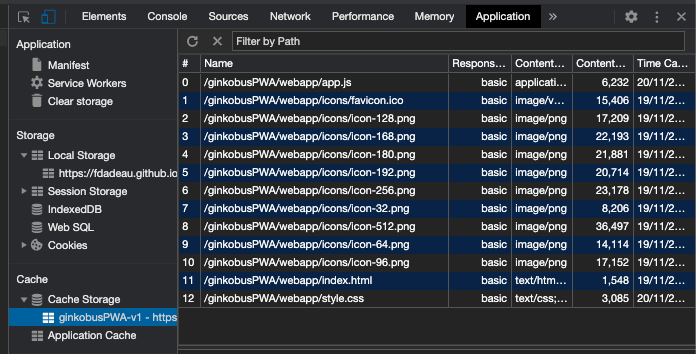 Elements Console Sources Network Performance Memory Application »
Application
Manifest
Service Workers
Clear storage
Storage
Local Storage
https://fdadeau.github.io
Session Storage
IndexedDB
Web SQL
Cookies
Cache
Cache Storage
ginkobusPWA-v1 - https
Application Cache
Filter by Path
# Name Respons... Content... Content... Time Ca...
0 /ginkobusPWA/webapp/app.js basic applicati... 6,232 20/11/2...
1 /ginkobusPWA/webapp/icons/favicon.ico basic image/v... 15,406 19/11/2...
2 /ginkobusPWA/webapp/icons/icon-128.png basic image/png 17,209 19/11/2...
3 /ginkobusPWA/webapp/icons/icon-168.png basic image/png 22,193 19/11/2...
4 /ginkobusPWA/webapp/icons/icon-180.png basic image/png 21,881 19/11/2...
5 /ginkobusPWA/webapp/icons/icon-192.png basic image/png 20,714 19/11/2...
6 /ginkobusPWA/webapp/icons/icon-256.png basic image/png 23,178 19/11/2...
7 /ginkobusPWA/webapp/icons/icon-32.png basic image/png 8,206 19/11/2...
8 /ginkobusPWA/webapp/icons/icon-512.png basic image/png 36,497 19/11/2...
9 /ginkobusPWA/webapp/icons/icon-64.png basic image/png 14,114 19/11/2...
10 /ginkobusPWA/webapp/icons/icon-96.png basic image/png 17,152 19/11/2...
11 /ginkobusPWA/webapp/index.html basic text/htm... 1,548 19/11/2...
12 /ginkobusPWA/webapp/style.css basic text/css;... 3,085 20/11/2...